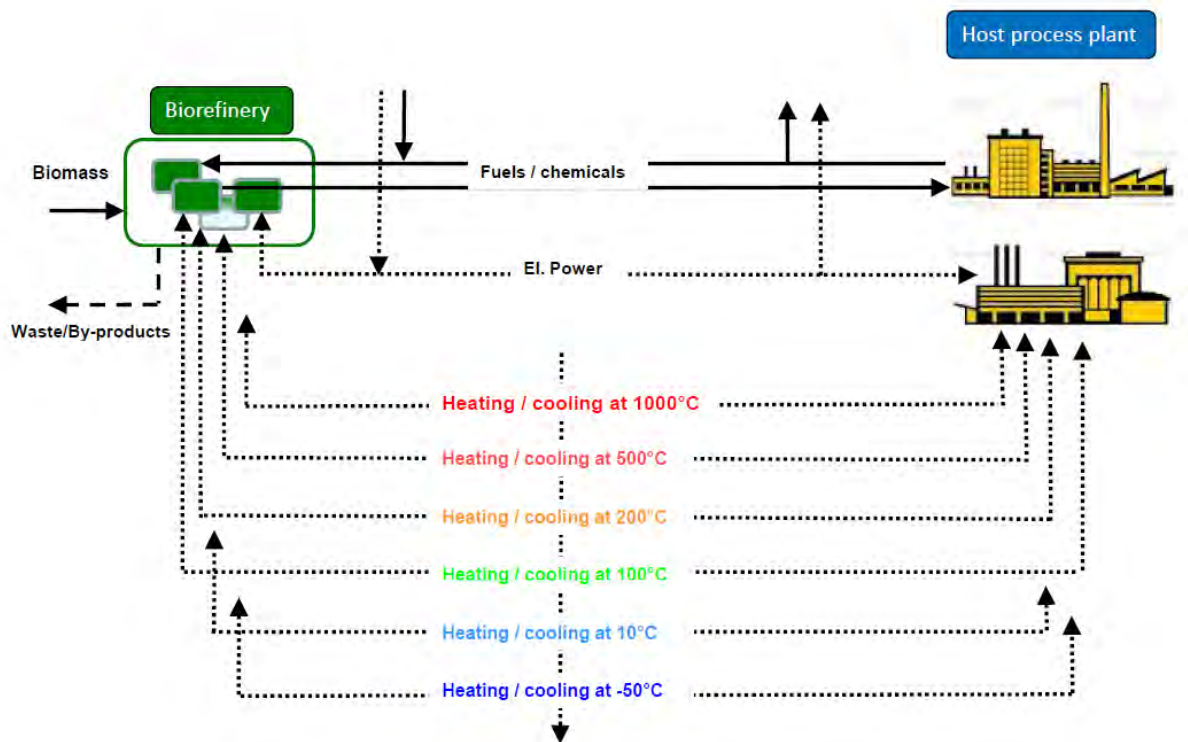 Host process plant
Biorefinery
Biomass
Fuels / chemicals
El. Power
Waste/By-products
Heating / cooling at 1000°C
Heating / cooling at 500°C
Heating / cooling at 200°C
Heating / cooling at 100°C
Heating / cooling at 10°C
Heating / cooling at -50°C